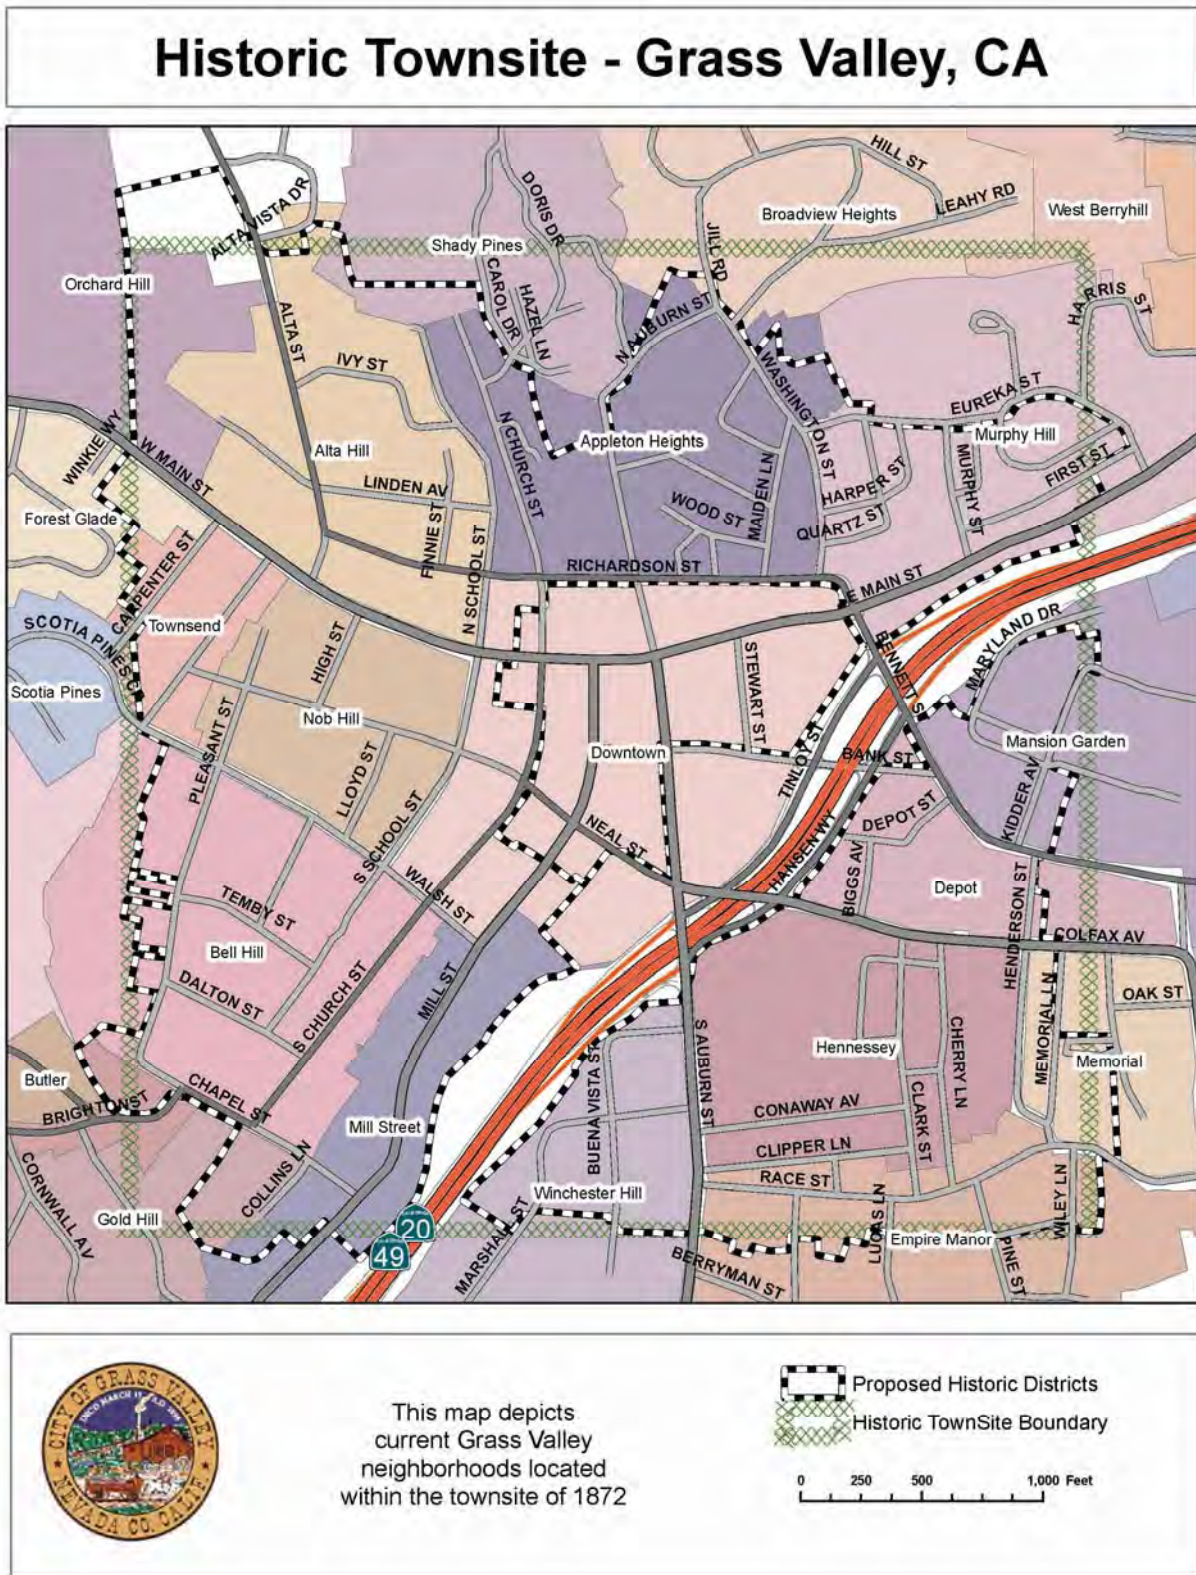 Historic Townsite - Grass Valley, CA
HILL ST
DORIS DR
LEAHY RD
ALTA VISTA DR
Broadview Heights
West Berryhill
JILL RD
Shady Pines
Orchard Hill
CAROL DR
HAZEL LN
HARRIS ST
N AUBURN ST
ALTA ST
IVY ST
WASHINGTON ST
EUREKA ST
WINKIE WY
W MAIN ST
Alta Hill
N CHURCH ST
Appleton Heights
Murphy Hill
MAIDEN LN
HARPER ST
MURPHY ST
FIRST ST
LINDEN AV
WOOD ST
Forest Glade
FINNIE ST
N SCHOOL ST
QUARTZ ST
CARPENTER ST
RICHARDSON ST
E MAIN ST
SCOTIA PINES C
Townsend
HIGH ST
BENNETT S
MARYLAND DR
STEWART ST
Scotia Pines
Nob Hill
PLEASANT ST
Downtown
TINLOY S
BANK ST
Mansion Garden
LLOYD ST
KIDDER AV
S SCHOOL ST
NEAL ST
DEPOT ST
HANSEN WY
BIGGS AV
Depot
TEMBY ST
WALSH ST
HENDERSON ST
Bell Hill
COLFAX AV
DALTON ST
S CHURCH ST
MILL ST
MEMORIAL LN
OAK ST
S AUBURN ST
Hennessey
CHERRY LN
Memorial
Butler
CHAPEL ST
BRIGHTON ST
BUENA VISTA ST
CONAWAY AV
CLARK ST
Mill Street
CLIPPER LN
CORNWALL AV
COLLINS LN
RACE ST
Winchester Hill
WILEY LN
Gold Hill
20
49
MARSHALL ST
LUCAS LN
Empire Manor
BERRYMAN ST
PINE ST
CITY OF GRASS VALLEY
NEVADA CO. CALIF.
This map depicts
current Grass Valley
neighborhoods located
within the townsite of 1872
Proposed Historic Districts
Historic TownSite Boundary
0 250 500 1,000 Feet